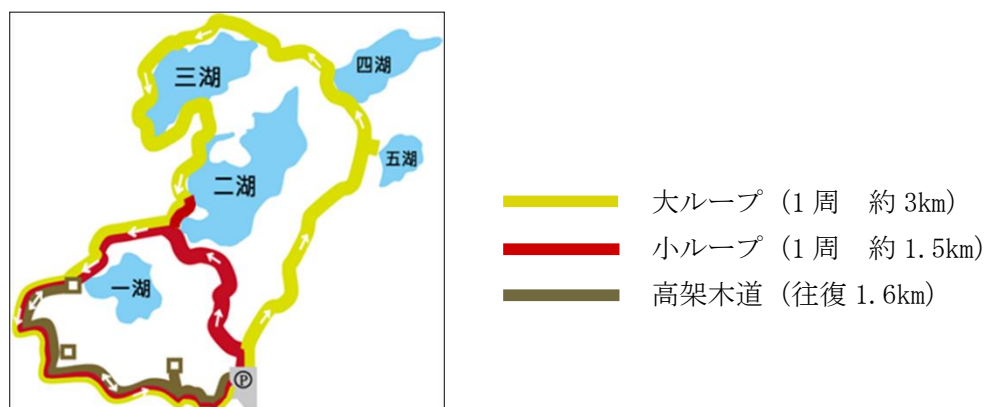 三湖
四湖
五湖
二湖
一湖
Ⓟ
大ループ（1周　約3km）
小ループ（1周　約1.5km）
高架木道（往復1.6km）